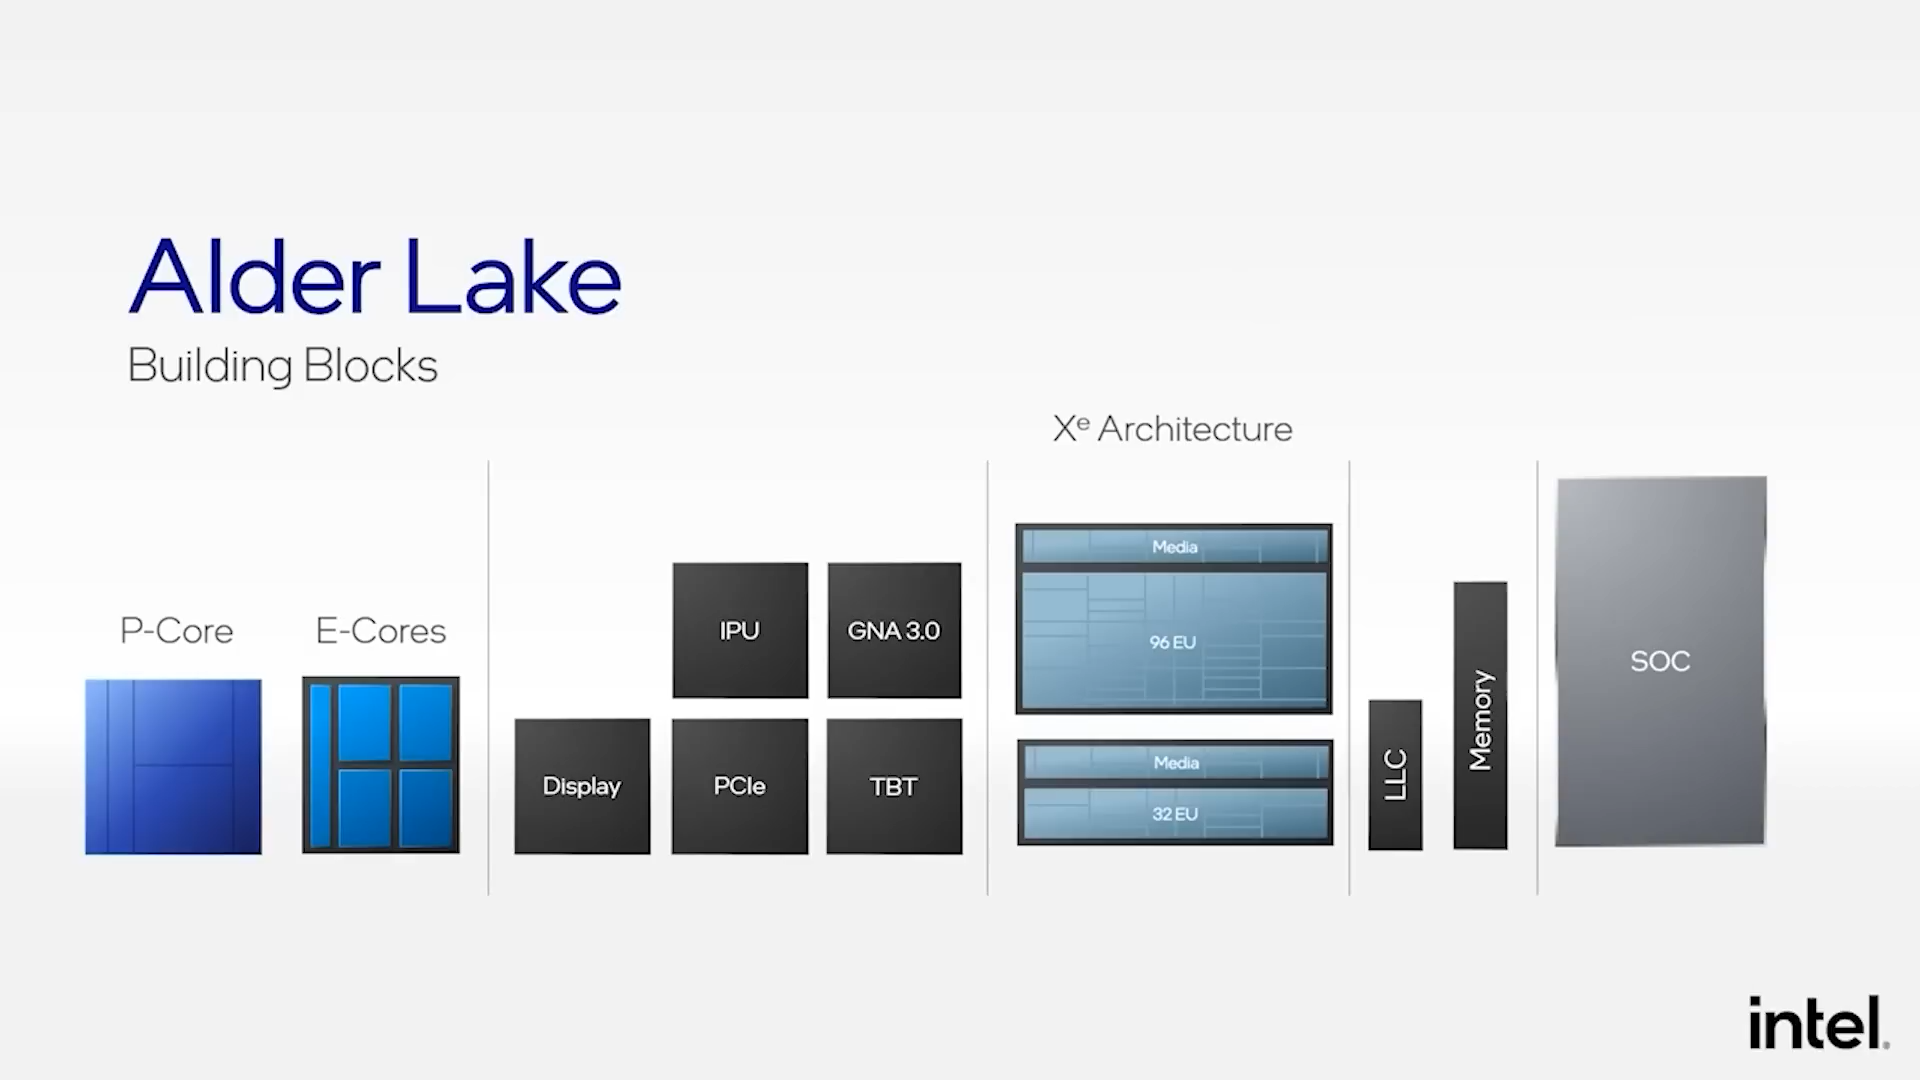 Alder Lake
Building Blocks
Xᵉ Architecture
P-Core
E-Cores
IPU
GNA 3.0
Display
PCIe
TBT
Media
96 EU
Media
32 EU
LLC
Memory
SOC
intel.